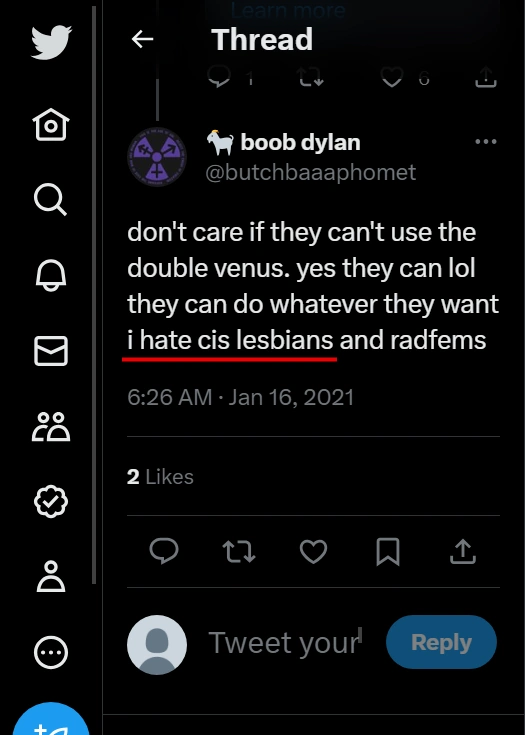 Learn more
Thread
1 6
🐐 boob dylan
@butchbaaaphomet
don't care if they can't use the
double venus. yes they can lol
they can do whatever they want
i hate cis lesbians and radfems
6:26 AM · Jan 16, 2021
2 Likes
Tweet your
Reply